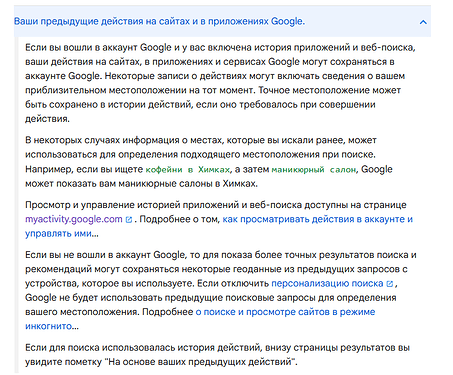 Ваши предыдущие действия на сайтах и в приложениях Google.
Если вы вошли в аккаунт Google и у вас включена история приложений и веб-поиска,
ваши действия на сайтах, в приложениях и сервисах Google могут сохраняться в
аккаунте Google. Некоторые записи о действиях могут включать сведения о вашем
приблизительном местоположении на тот момент. Точное местоположение может
быть сохранено в истории действий, если оно требовалось при совершении
действия.
В некоторых случаях информация о местах, которые вы искали ранее, может
использоваться для определения подходящего местоположения при поиске.
Например, если вы ищете кофейни в Химках, а затем маникюрный салон, Google
может показать вам маникюрные салоны в Химках.
Просмотр и управление историей приложений и веб-поиска доступны на странице
myactivity.google.com. Подробнее о том, как просматривать действия в аккаунте и
управлять ими…
Если вы не вошли в аккаунт Google, то для показа более точных результатов поиска и
рекомендаций могут сохраняться некоторые геоданные из предыдущих запросов с
устройства, которое вы используете. Если отключить персонализацию поиска,
Google не будет использовать предыдущие поисковые запросы для определения
вашего местоположения. Подробнее о поиске и просмотре сайтов в режиме
инкогнито…
Если для поиска использовалась история действий, внизу страницы результатов вы
увидите пометку "На основе ваших предыдущих действий".